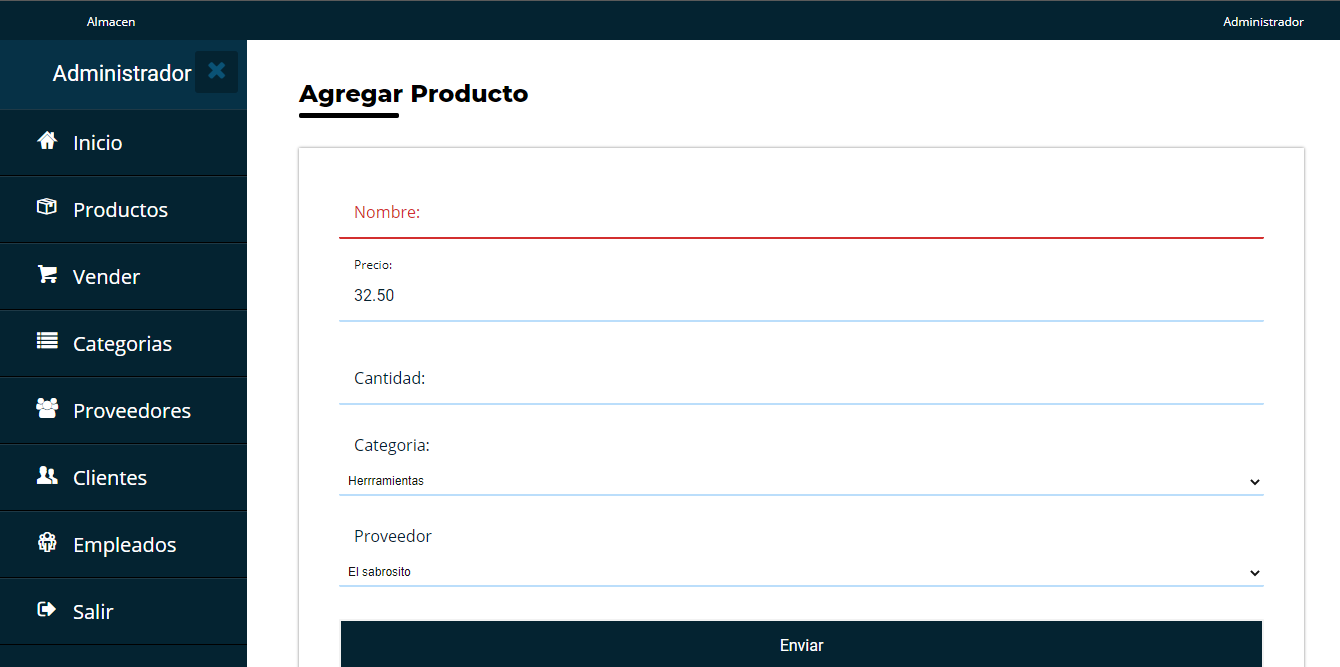 Almacen
Administrador
Administrador
Inicio
Productos
Vender
Categorias
Proveedores
Clientes
Empleados
Salir
Agregar Producto
Nombre:
Precio:
32.50
Cantidad:
Categoria:
Herrramientas
Proveedor
El sabrosito
Enviar